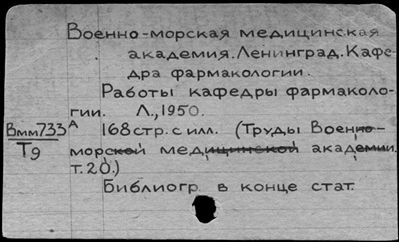 Военно-морская медицинская
академия. Ленинград. Кафе-
дра фармакологии.
Работы кафедры фармаколо-
гии. Л., 1950.
Вмм733А 168 стр. с илл. (Труды Военно-
Т9 морской медицинской академии.
т. 20.)
Библиогр. в конце стат.